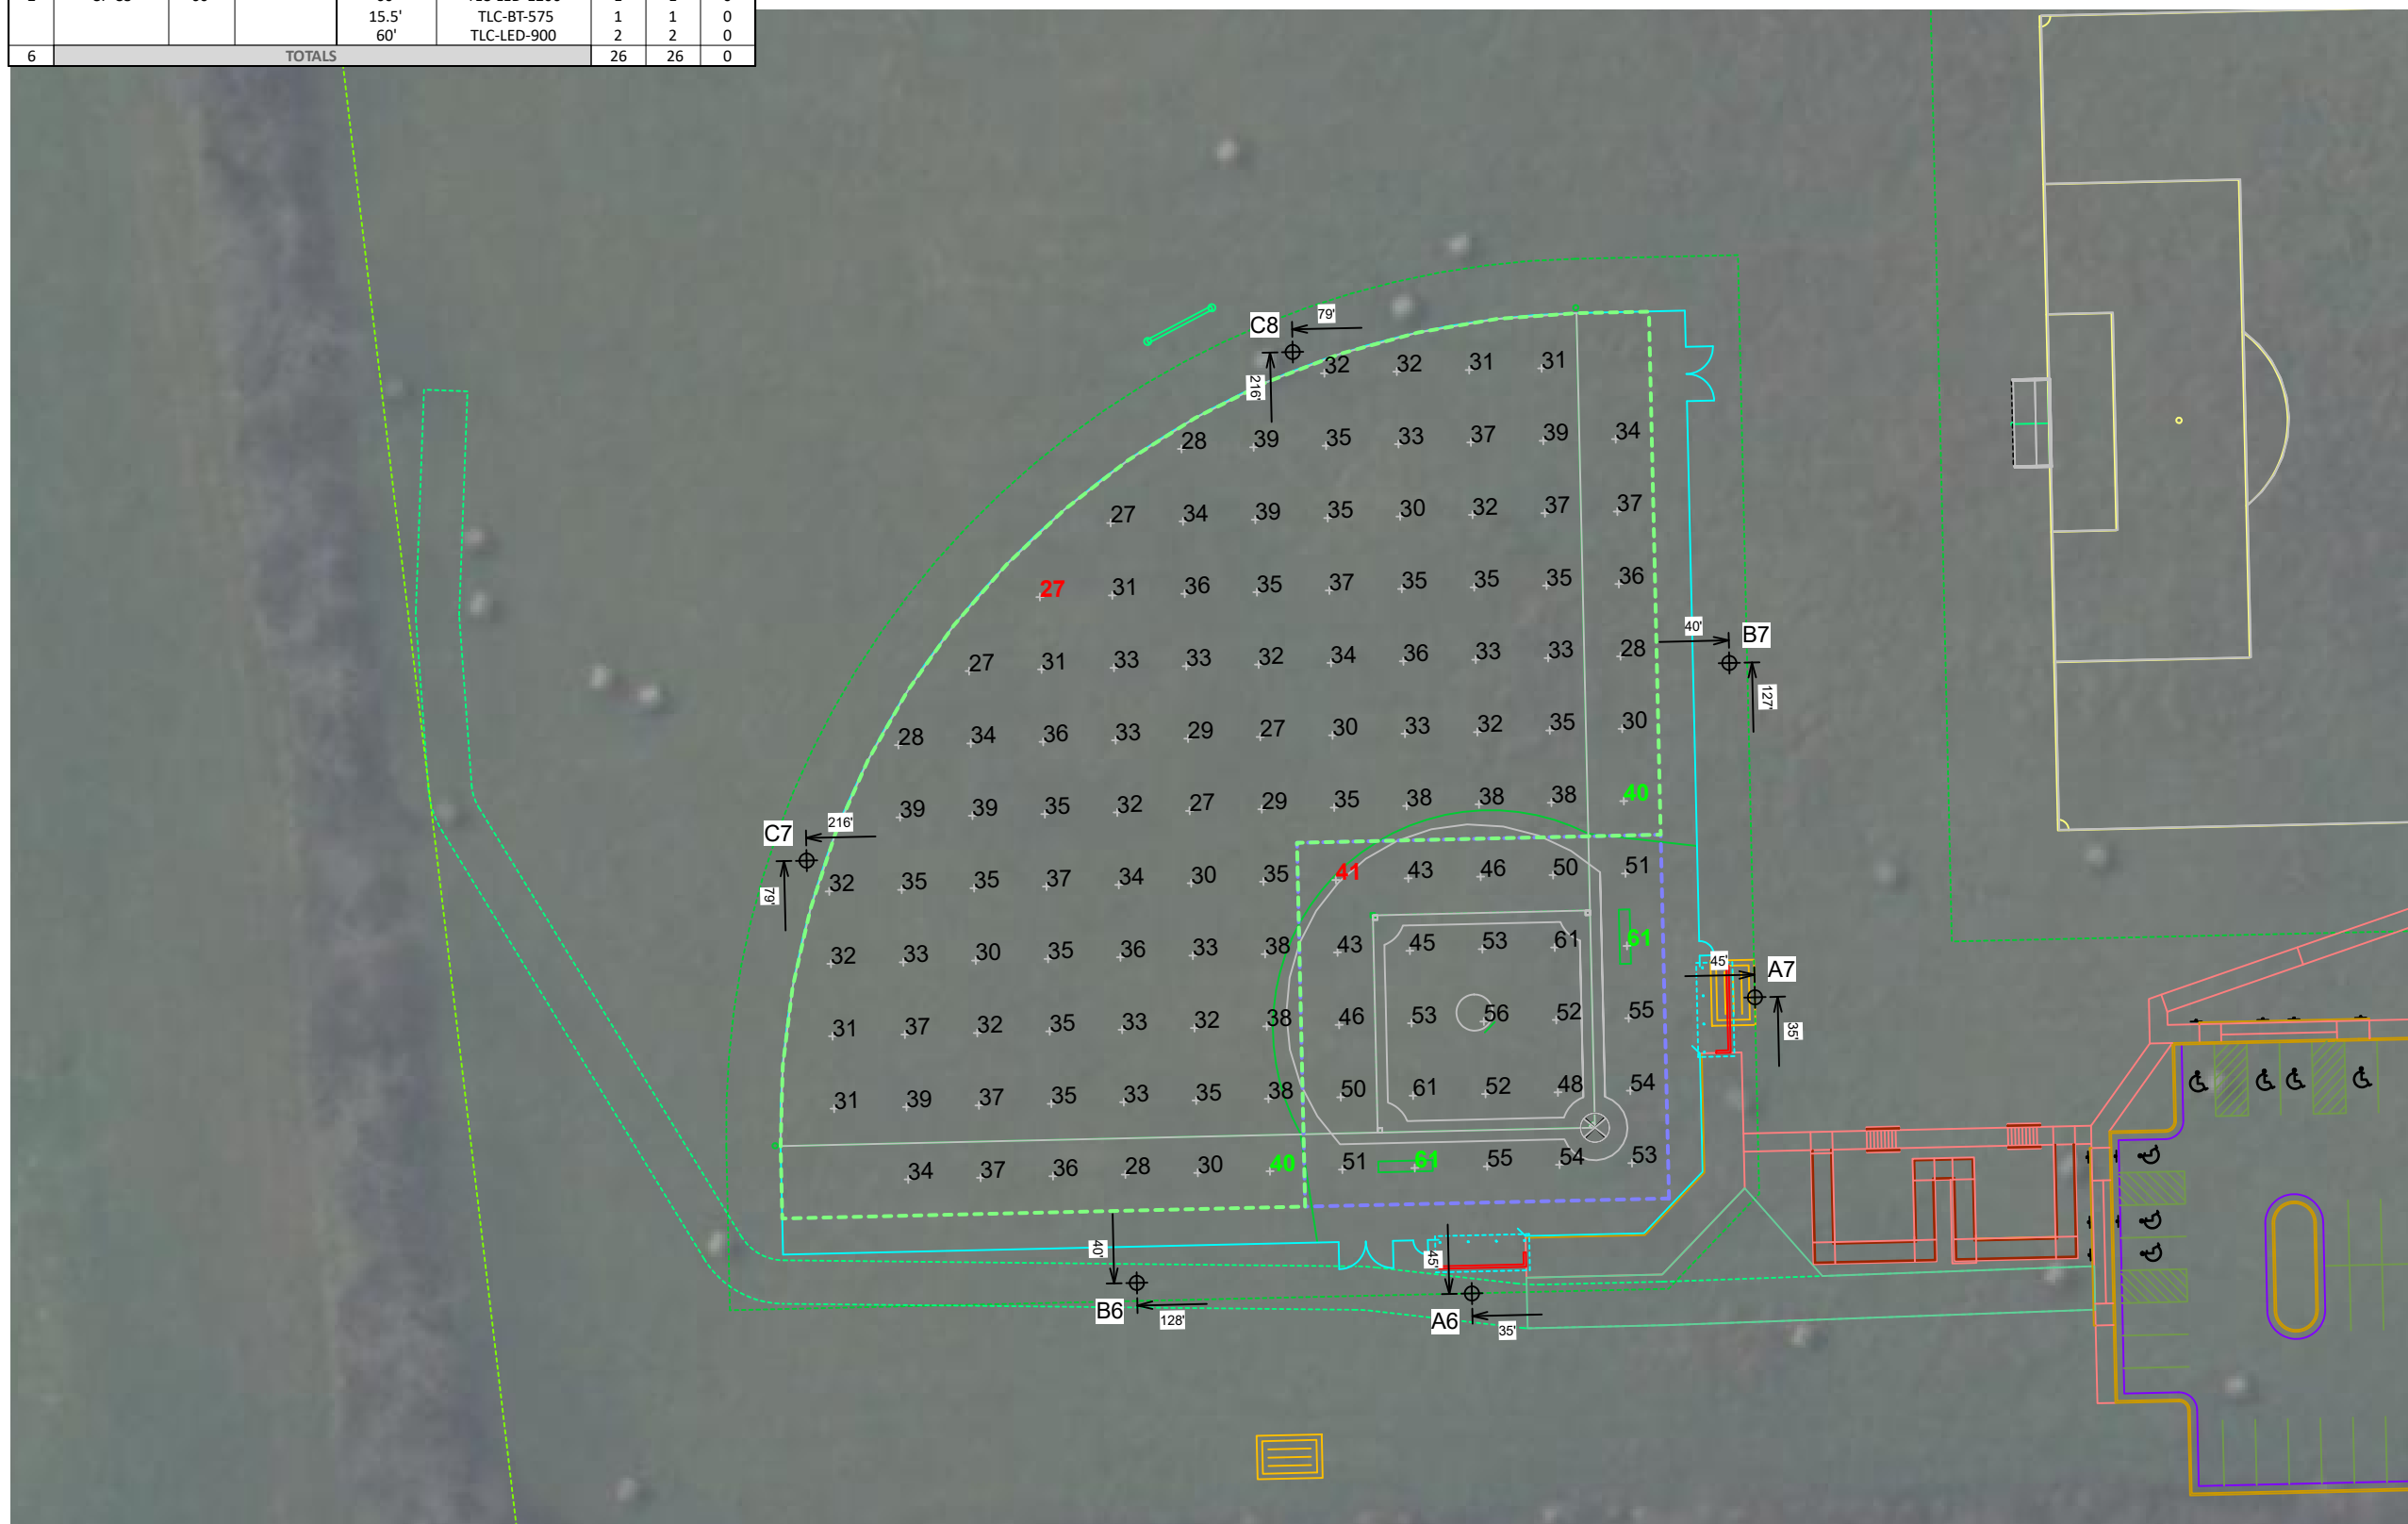 15.5' TLC-BT-575 1 1 0
60' TLC-LED-900 2 2 0
6 TOTALS 26 26 0
C8 79'
216'
32 32 31 31
28 39 35 33 37 39 34
27 34 39 35 30 32 37 37
27 31 36 35 37 35 35 35 36
40' B7
127'
27 31 33 33 32 34 36 33 33 28
28 34 36 33 29 27 30 33 32 35 30
39 39 35 32 27 29 35 38 38 38 40
C7 216'
79'
32 35 35 37 34 30 35 41 43 46 50 51
32 33 30 35 36 33 38 43 45 53 61 61
45' A7
35'
31 37 32 35 33 32 38 46 53 56 52 55
31 39 37 35 33 35 38 50 61 52 48 54
34 37 36 28 30 40 51 61 55 54 53
40' 45'
B6 128' A6 35'